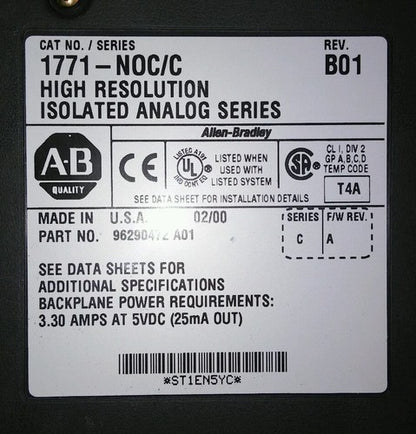 CAT NO. / SERIES REV.
1771-NOC/C B01
HIGH RESOLUTION
ISOLATED ANALOG SERIES
Allen-Bradley
A-B
QUALITY
CE
LISTED
UL
LISTED WHEN
USED WITH
LISTED SYSTEM
SA
CL I, DIV 2
GP A,B,C,D
TEMP CODE
T4A
SEE DATA SHEET FOR INSTALLATION DETAILS
MADE IN U.S.A. 02/00
PART NO. 96290472 A01
SERIES F/W REV.
C A
SEE DATA SHEETS FOR
ADDITIONAL SPECIFICATIONS
BACKPLANE POWER REQUIREMENTS:
3.30 AMPS AT 5VDC (25mA OUT)
*ST1EN5YC*